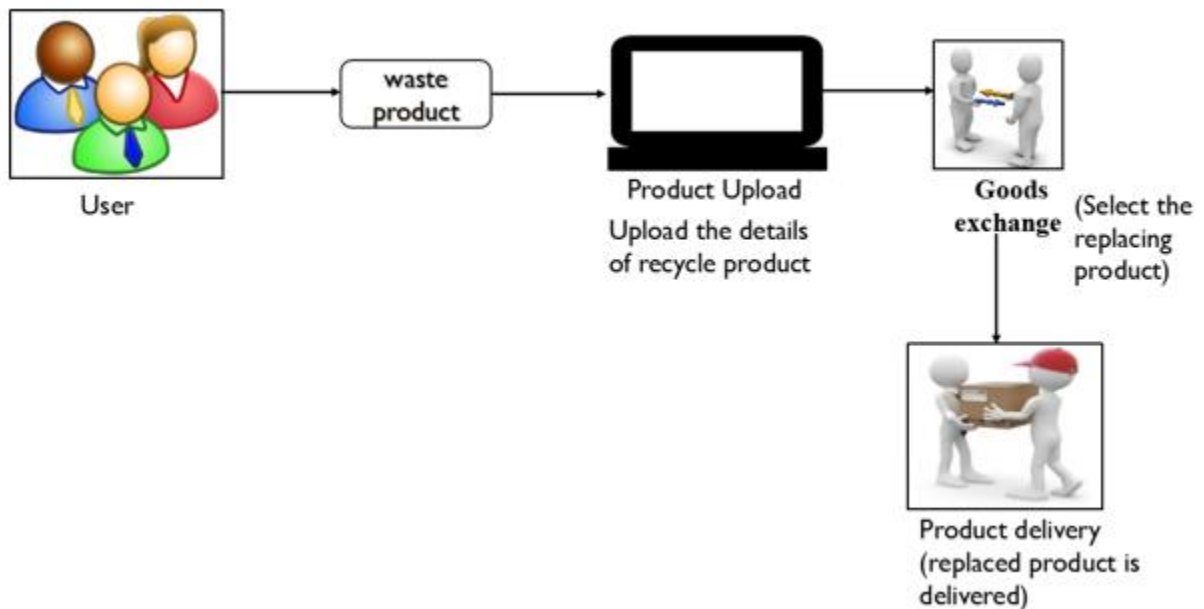 User
waste
product
Product Upload
Upload the details
of recycle product
Goods
exchange
(Select the
replacing
product)
Product delivery
(replaced product is
delivered)